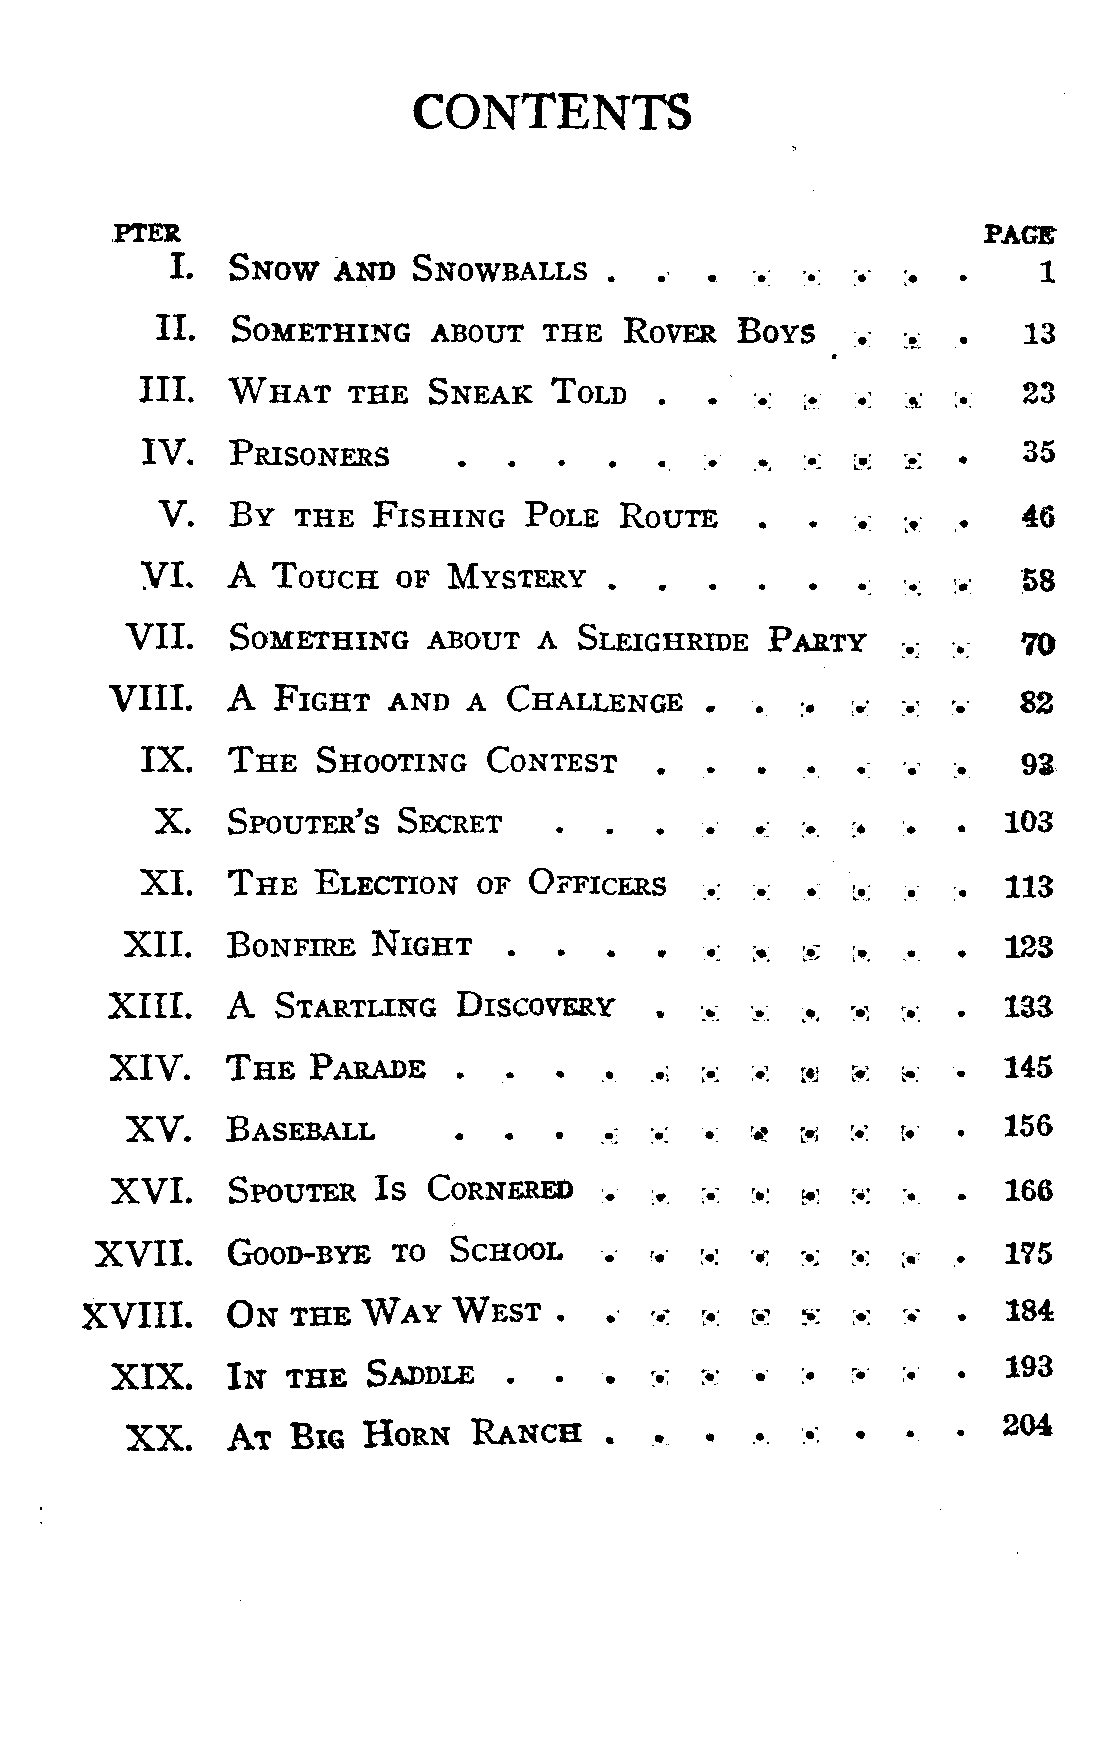 CONTENTS
PTER PAGE
I. Snow and Snowballs . . . . . . . . 1
II. Something about the Rover Boys . . . 13
III. What the Sneak Told . . . . . . . 23
IV. Prisoners . . . . . . . . . . . 35
V. By the Fishing Pole Route . . . . . 46
VI. A Touch of Mystery . . . . . . . . 58
VII. Something about a Sleighride Party . . 70
VIII. A Fight and a Challenge . . . . . . 82
IX. The Shooting Contest . . . . . . . 93
X. Spouter's Secret . . . . . . . . . 103
XI. The Election of Officers . . . . . . 113
XII. Bonfire Night . . . . . . . . . . 123
XIII. A Startling Discovery . . . . . . . 133
XIV. The Parade . . . . . . . . . . . 145
XV. Baseball . . . . . . . . . . . 156
XVI. Spouter Is Cornered . . . . . . . . 166
XVII. Good-bye to School . . . . . . . . 175
XVIII. On the Way West . . . . . . . . . 184
XIX. In the Saddle . . . . . . . . . . 193
XX. At Big Horn Ranch . . . . . . . . 204